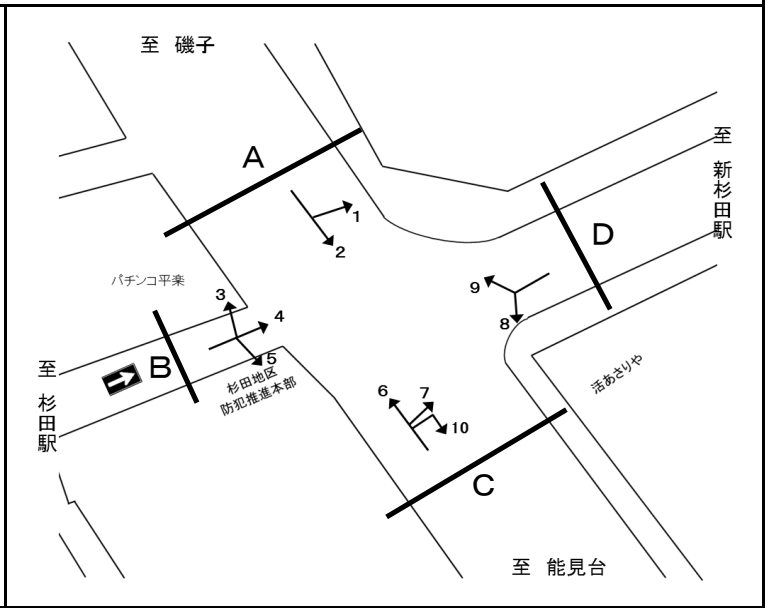 至 磯子
A
至 新杉田駅
1
2
D
パチンコ平楽
3
4
5
9
8
B
至 杉田駅
杉田地区
防犯推進本部
活あさりや
6
7
10
C
至 能見台